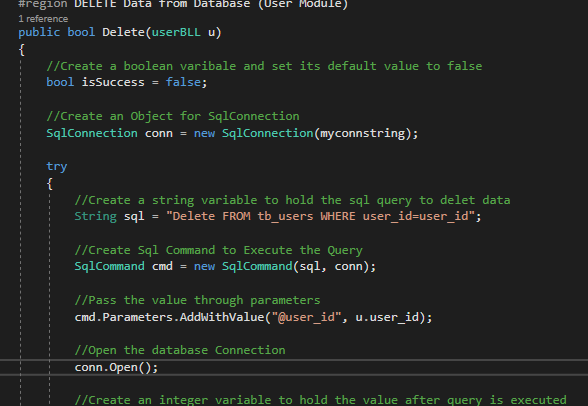 #region DELETE Data from Database (User Module)
1 reference
public bool Delete(userBLL u)
{
//Create a boolean varibale and set its default value to false
bool isSuccess = false;
//Create an Object for SqlConnection
SqlConnection conn = new SqlConnection(myconnstring);
try
{
//Create a string variable to hold the sql query to delet data
String sql = "Delete FROM tb_users WHERE user_id=user_id";
//Create Sql Command to Execute the Query
SqlCommand cmd = new SqlCommand(sql, conn);
//Pass the value through parameters
cmd.Parameters.AddWithValue("@user_id", u.user_id);
//Open the database Connection
conn.Open();
//Create an integer variable to hold the value after query is executed